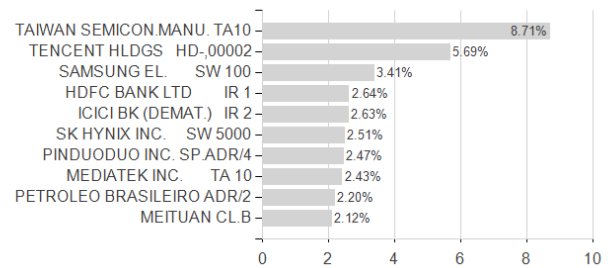 TAIWAN SEMICON.MANU. TA10 8.71%
TENCENT HLDGS HD-,00002 5.69%
SAMSUNG EL. SW 100 3.41%
HDFC BANK LTD IR 1 2.64%
ICICI BK (DEMAT.) IR 2 2.63%
SK HYNIX INC. SW 5000 2.51%
PINDUODUO INC. SP.ADR/4 2.47%
MEDIATEK INC. TA 10 2.43%
PETROLEO BRASILEIRO ADR/2 2.20%
MEITUAN CL.B 2.12%
0 2 4 6 8 10